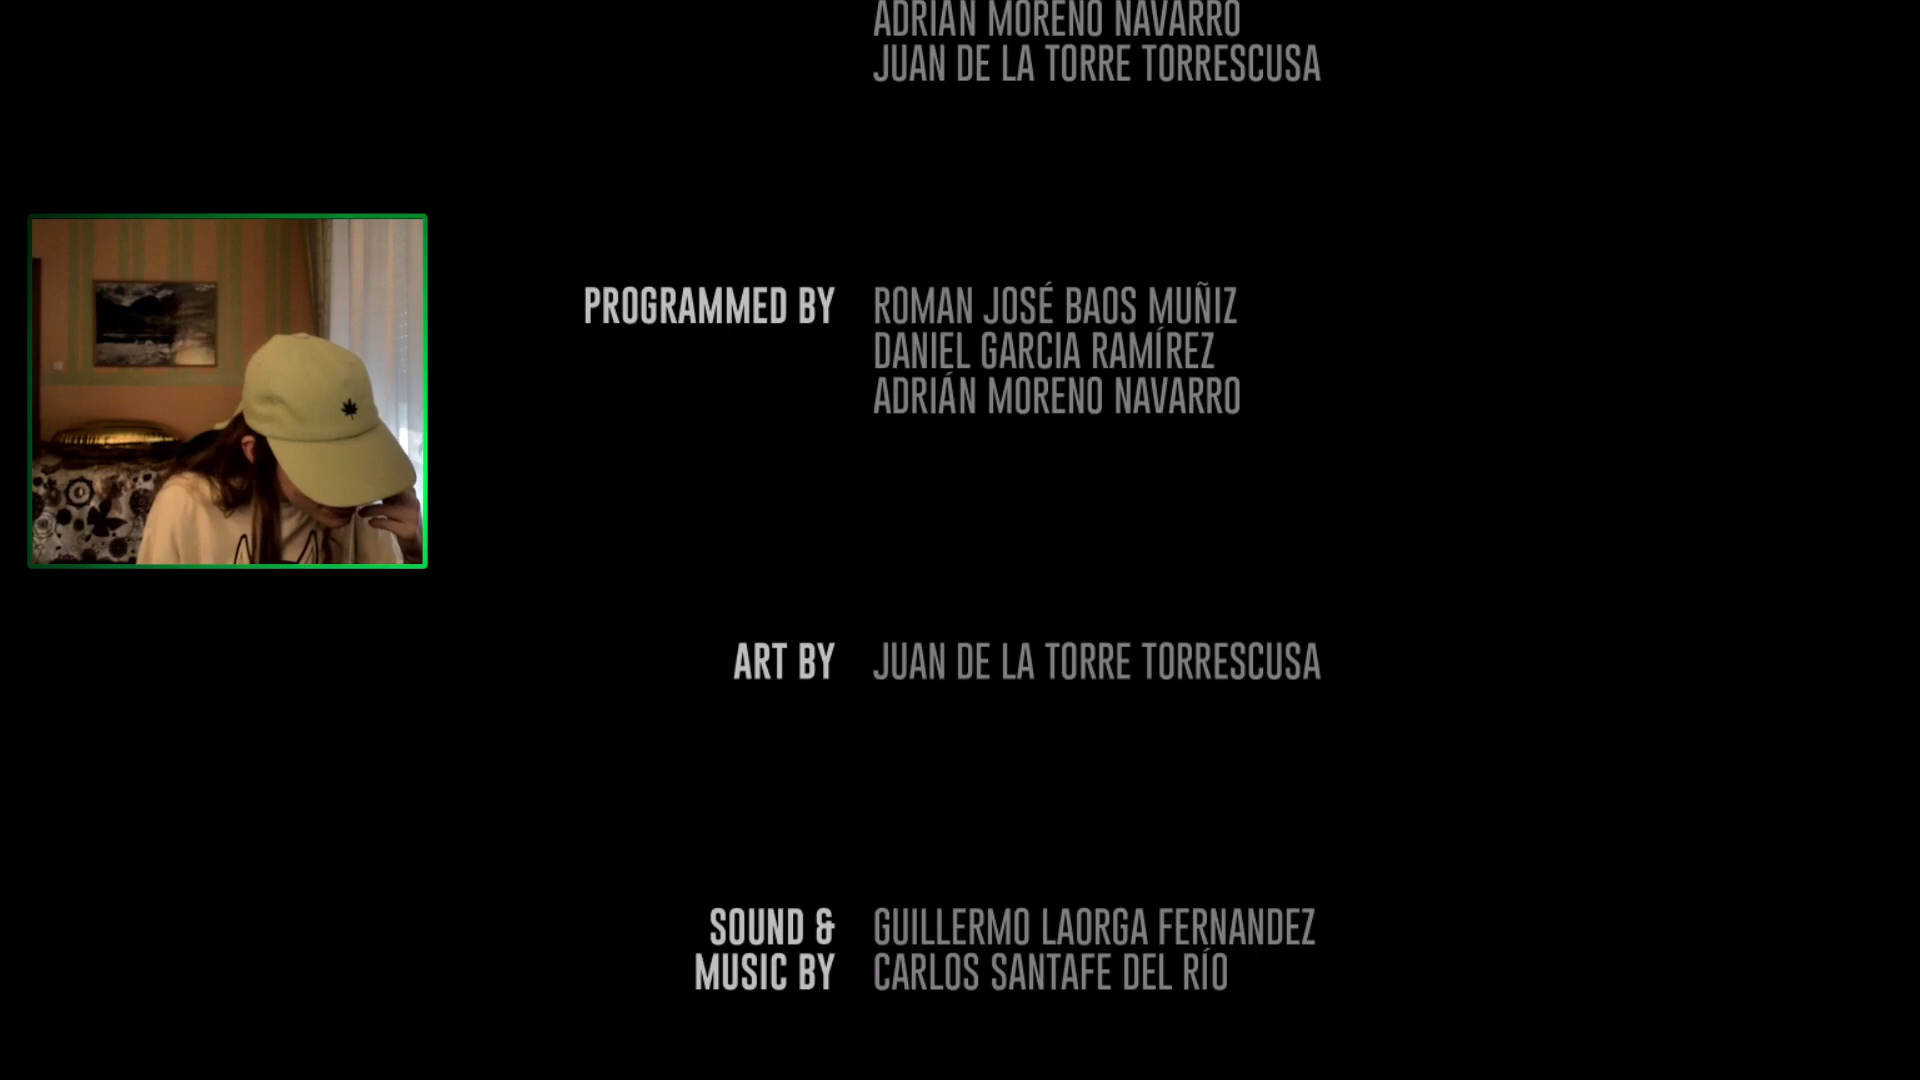 ADRIÁN MORENO NAVARRO
JUAN DE LA TORRE TORRESCUSA
PROGRAMMED BY ROMAN JOSÉ BAOS MUÑIZ
DANIEL GARCIA RAMÍREZ
ADRIÁN MORENO NAVARRO
ART BY JUAN DE LA TORRE TORRESCUSA
SOUND & GUILLERMO LAORGA FERNANDEZ
MUSIC BY CARLOS SANTAFE DEL RÍO